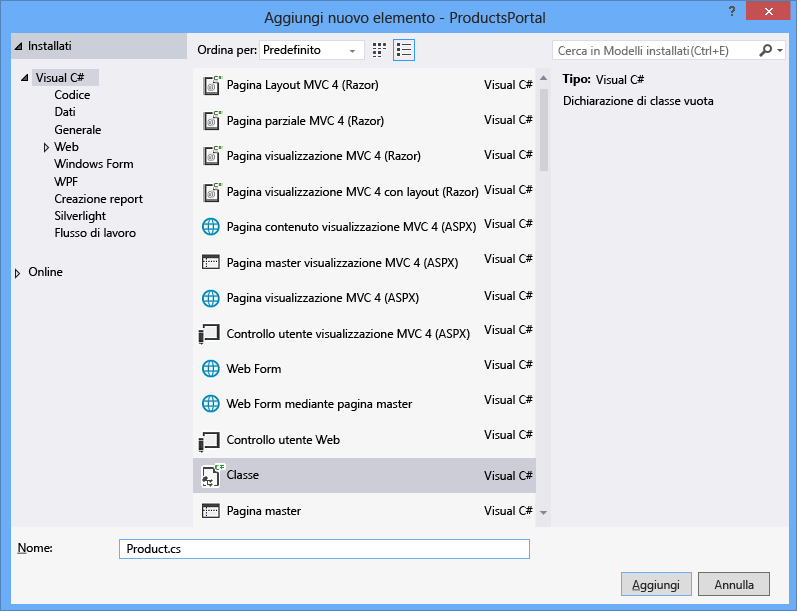 Aggiungi nuovo elemento - ProductsPortal
?
Installati
Ordina per: Predefinito
Cerca in Modelli installati(Ctrl+E)
Visual C#
Codice
Dati
Generale
Web
Windows Form
WPF
Creazione report
Silverlight
Flusso di lavoro
Online
Pagina Layout MVC 4 (Razor) Visual C#
Pagina parziale MVC 4 (Razor) Visual C#
Pagina visualizzazione MVC 4 (Razor) Visual C#
Pagina visualizzazione MVC 4 con layout (Razor) Visual C#
Pagina contenuto visualizzazione MVC 4 (ASPX) Visual C#
Pagina master visualizzazione MVC 4 (ASPX) Visual C#
Pagina visualizzazione MVC 4 (ASPX) Visual C#
Controllo utente visualizzazione MVC 4 (ASPX) Visual C#
Web Form Visual C#
Web Form mediante pagina master Visual C#
Controllo utente Web Visual C#
Classe Visual C#
Pagina master Visual C#
Tipo: Visual C#
Dichiarazione di classe vuota
Nome: Product.cs
Aggiungi
Annulla